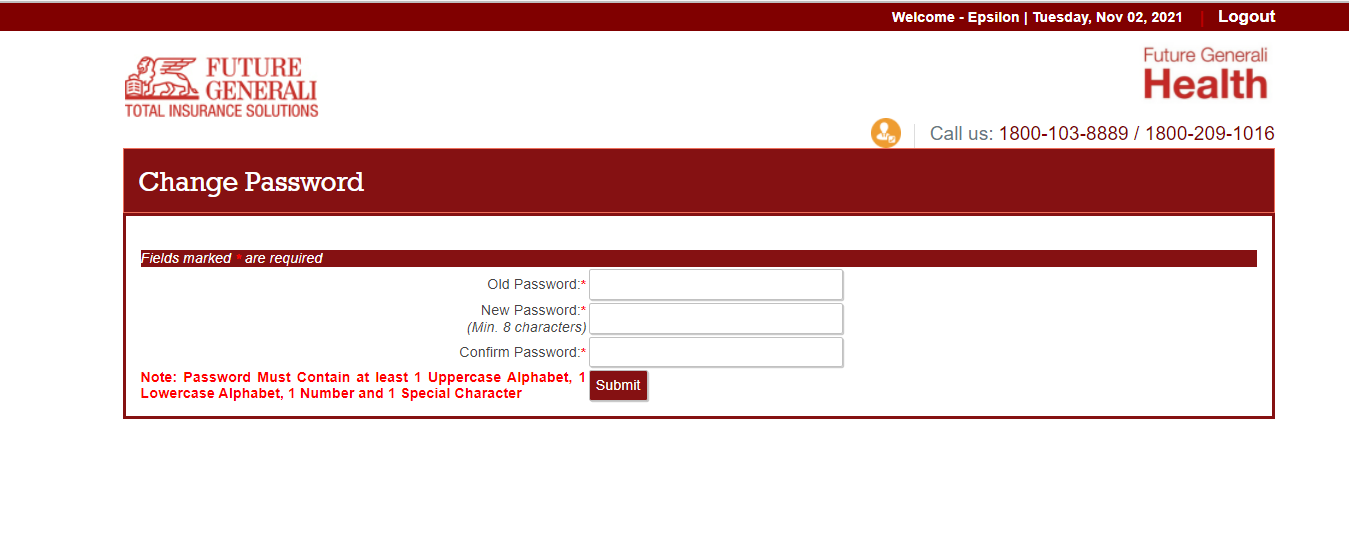 Welcome - Epsilon | Tuesday, Nov 02, 2021 | Logout
FUTURE
GENERALI
TOTAL INSURANCE SOLUTIONS
Future Generali
Health
Call us: 1800-103-8889 / 1800-209-1016
Change Password
Fields marked * are required
Old Password:*
New Password:*
(Min. 8 characters)
Confirm Password:*
Note: Password Must Contain at least 1 Uppercase Alphabet, 1
Lowercase Alphabet, 1 Number and 1 Special Character
Submit